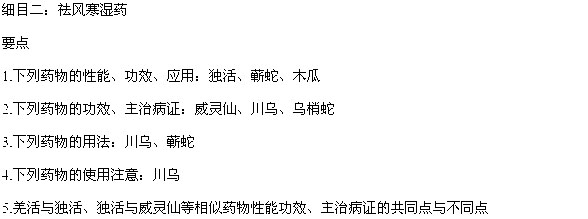 细目二：祛风寒湿药
要点
1.下列药物的性能、功效、应用：独活、蕲蛇、木瓜
2.下列药物的功效、主治病证：威灵仙、川乌、乌梢蛇
3.下列药物的用法：川乌、蕲蛇
4.下列药物的使用注意：川乌
5.羌活与独活、独活与威灵仙等相似药物性能功效、主治病证的共同点与不同点